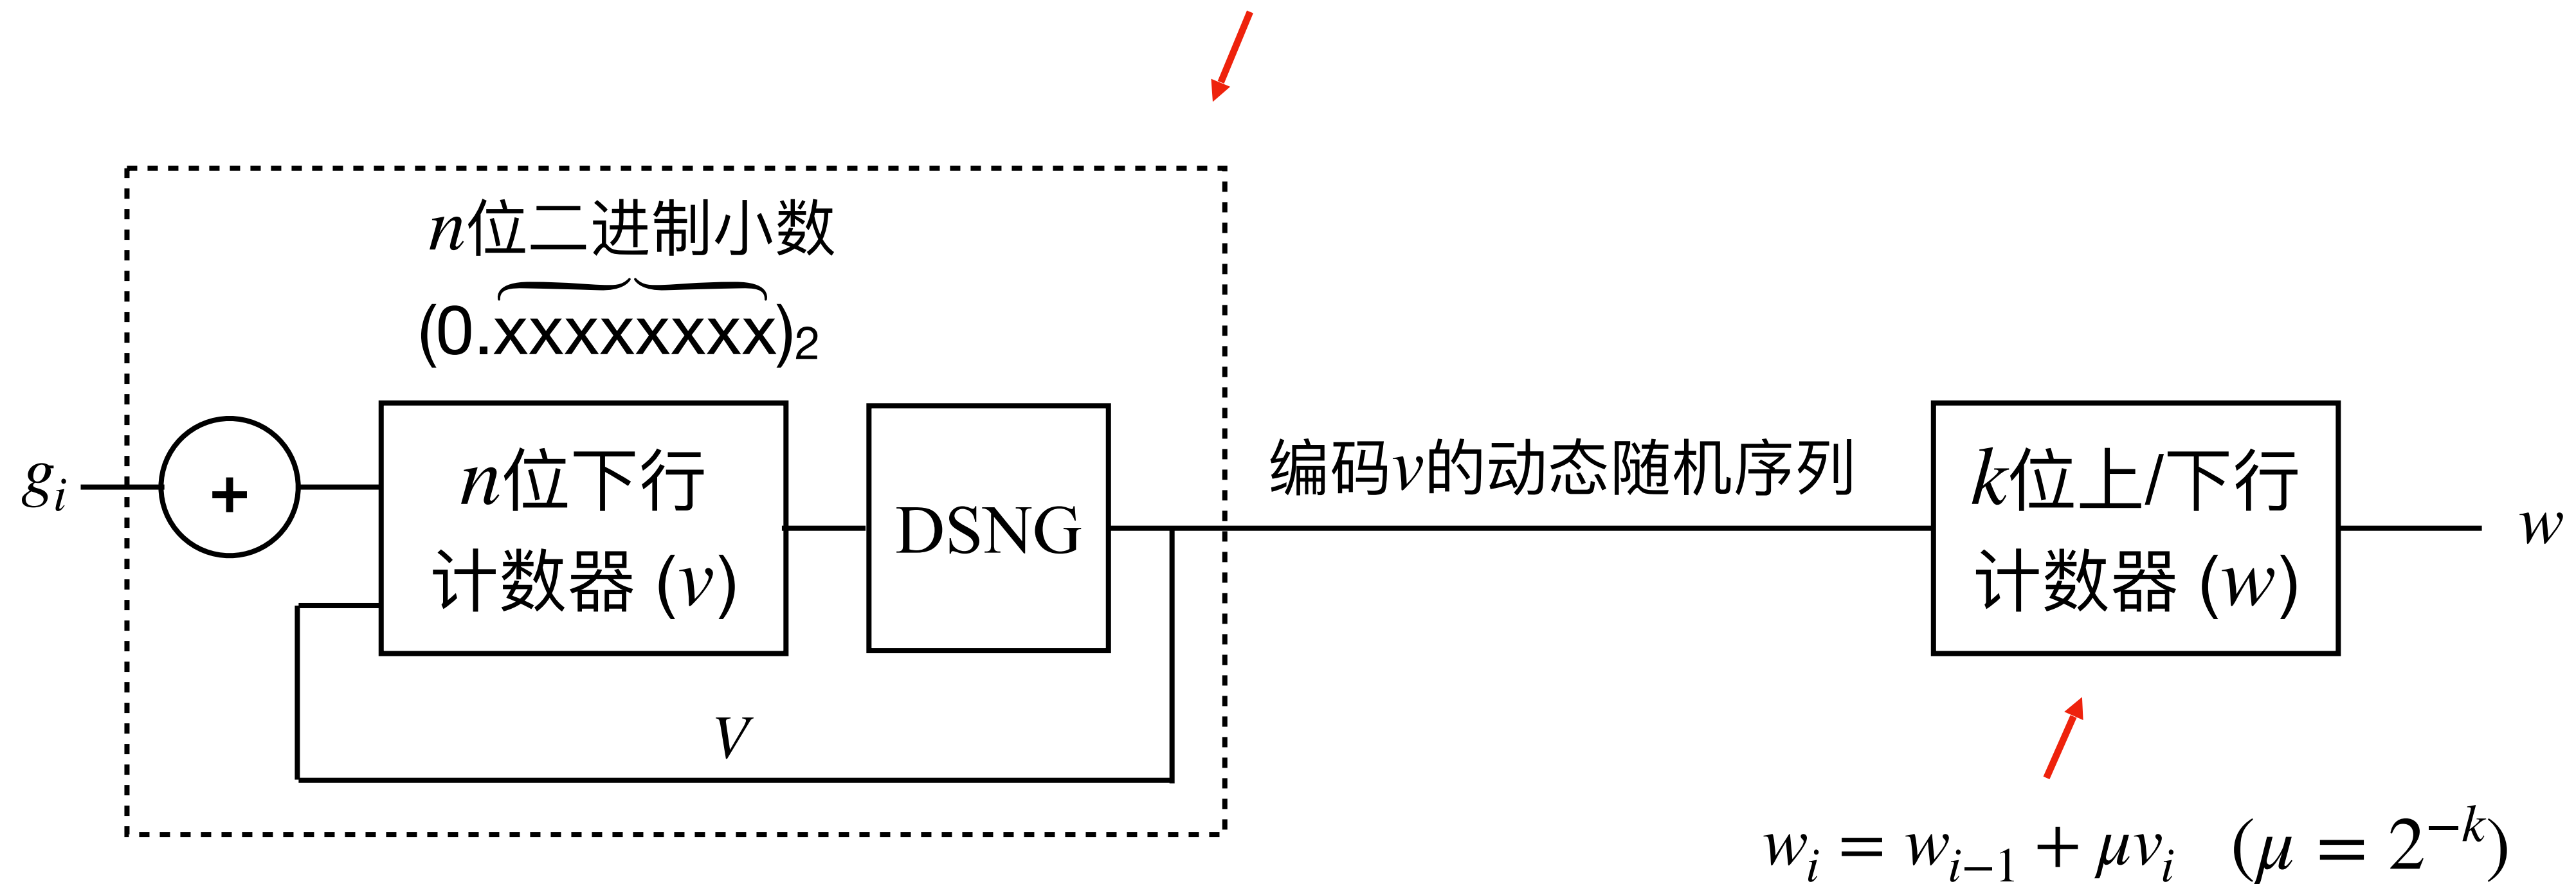 n位二进制小数
(0.xxxxxxxx)₂
gᵢ
+
n位下行
计数器 (v)
DSNG
编码v的动态随机序列
k位上/下行
计数器 (w)
w
V
wᵢ = wᵢ₋₁ + μvᵢ (μ = 2⁻ᵏ)